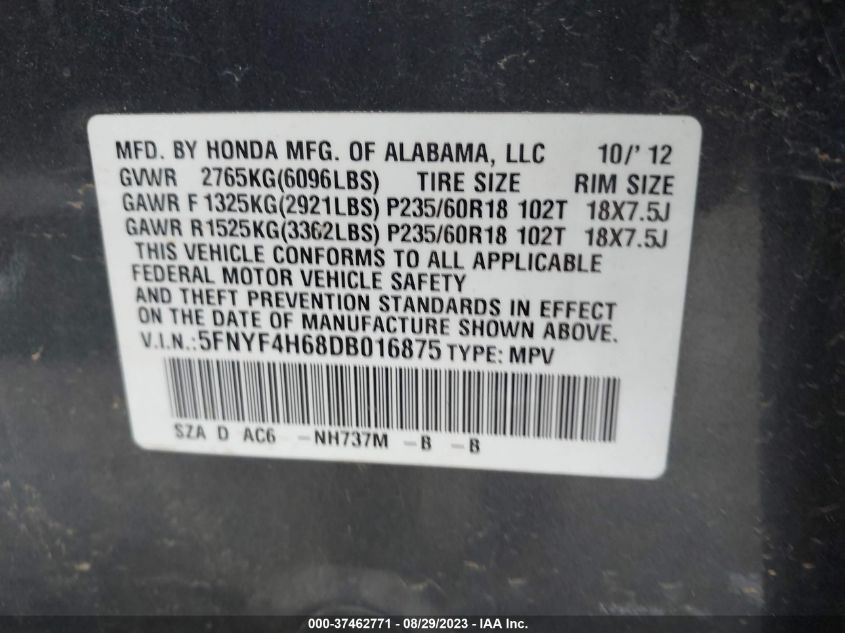 MFD. BY HONDA MFG. OF ALABAMA, LLC 10/'12
GVWR 2765KG(6096LBS) TIRE SIZE RIM SIZE
GAWR F 1325KG(2921LBS) P235/60R18 102T 18X7.5J
GAWR R1525KG(3362LBS) P235/60R18 102T 18X7.5J
THIS VEHICLE CONFORMS TO ALL APPLICABLE
FEDERAL MOTOR VEHICLE SAFETY
AND THEFT PREVENTION STANDARDS IN EFFECT
ON THE DATE OF MANUFACTURE SHOWN ABOVE.
V.I.N.:5FNYF4H68DB016875 TYPE: MPV
SZA D AC6 -NH737M -B -B
000-37462771 - 08/29/2023 - IAA Inc.